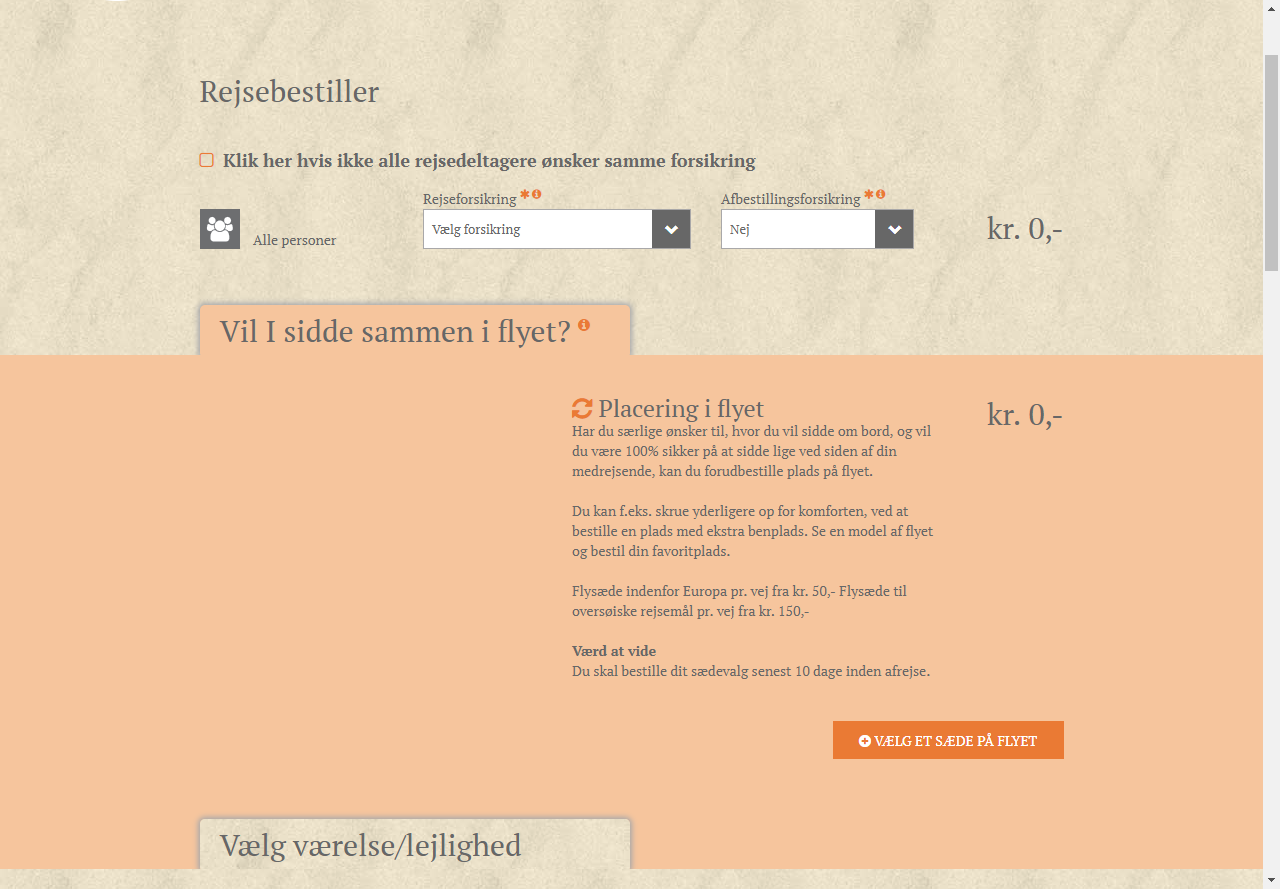 Rejsebestiller
Klik her hvis ikke alle rejsedeltagere ønsker samme forsikring
Rejseforsikring
Afbestillingsforsikring
Alle personer
Vælg forsikring
Nej
kr. 0,-
Vil I sidde sammen i flyet?
Placering i flyet
kr. 0,-
Har du særlige ønsker til, hvor du vil sidde om bord, og vil
du være 100% sikker på at sidde lige ved siden af din
medrejsende, kan du forudbestille plads på flyet.
Du kan f.eks. skrue yderligere op for komforten, ved at
bestille en plads med ekstra benplads. Se en model af flyet
og bestil din favoritplads.
Flysæde indenfor Europa pr. vej fra kr. 50,- Flysæde til
oversøiske rejsemål pr. vej fra kr. 150,-
Værd at vide
Du skal bestille dit sædevalg senest 10 dage inden afrejse.
VÆLG ET SÆDE PÅ FLYET
Vælg værelse/lejlighed